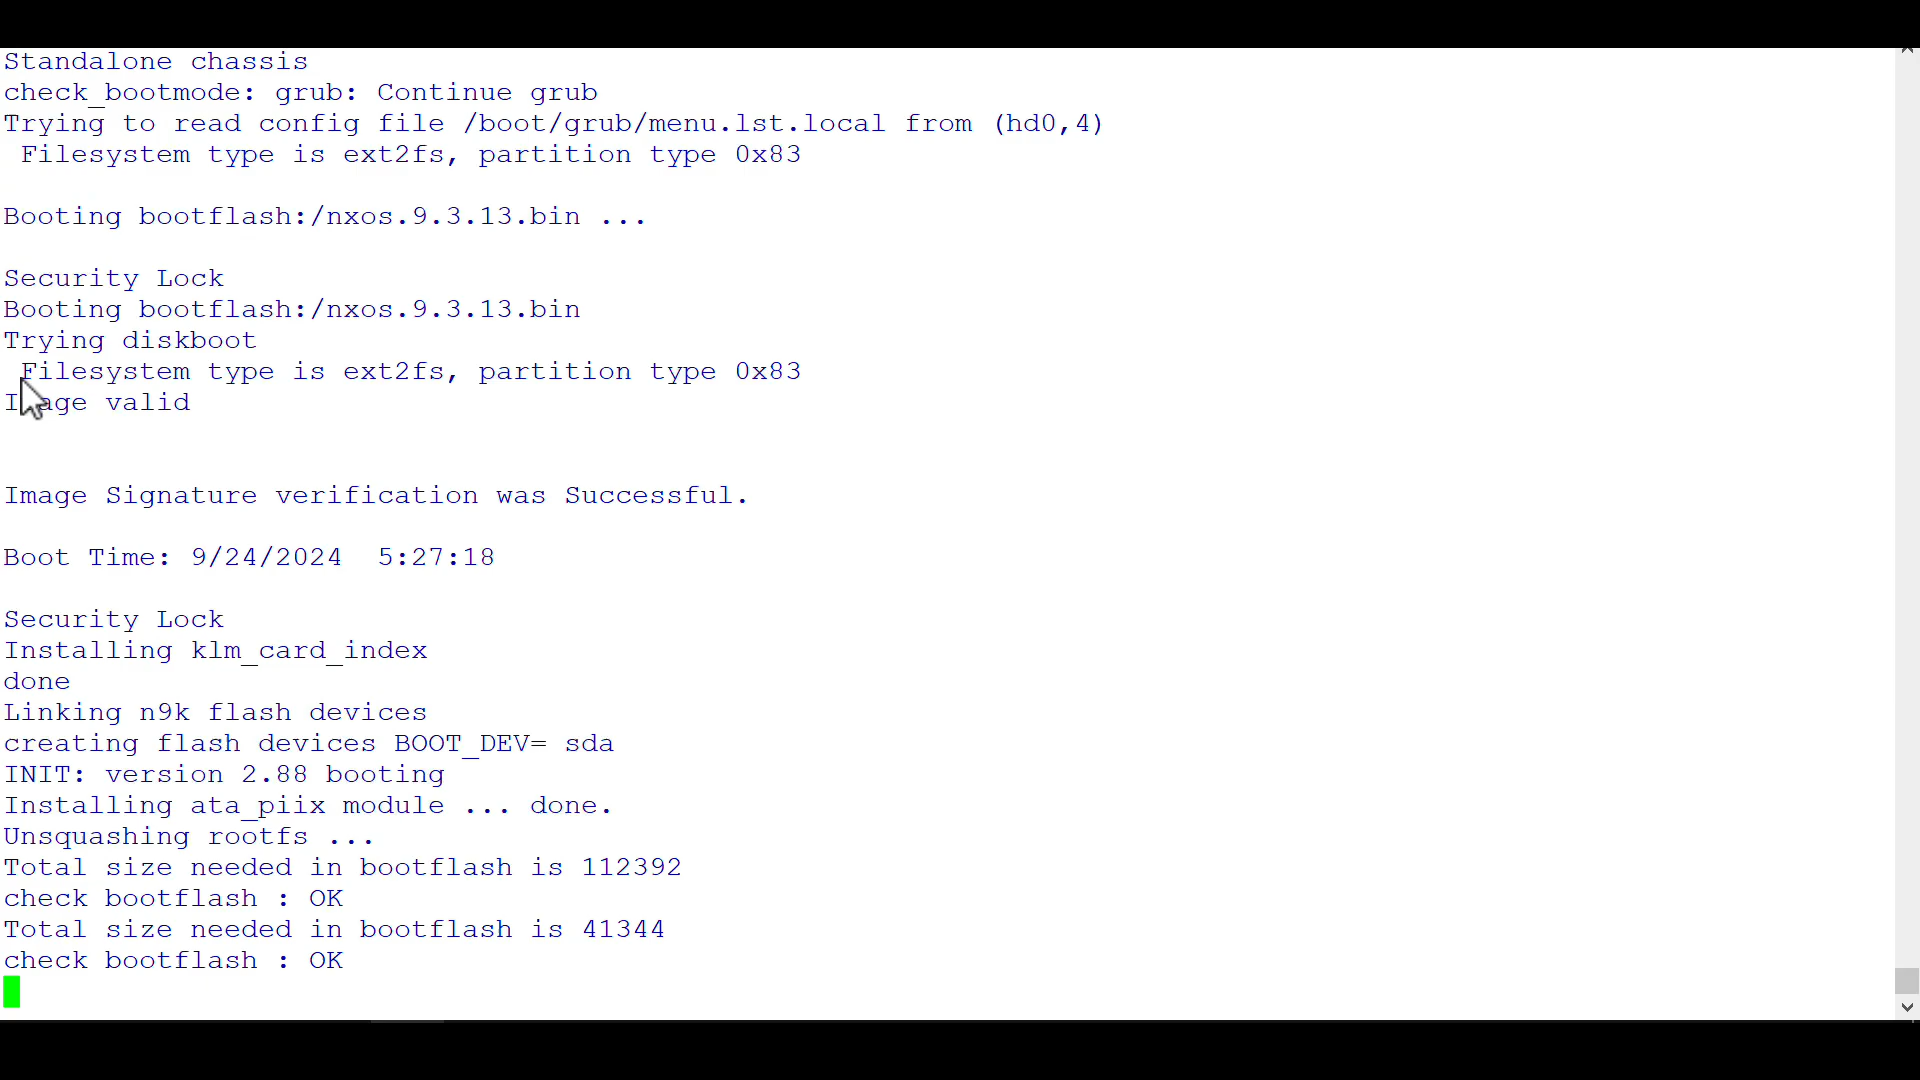 Standalone chassis
check_bootmode: grub: Continue grub
Trying to read config file /boot/grub/menu.lst.local from (hd0,4)
Filesystem type is ext2fs, partition type 0x83
Booting bootflash:/nxos.9.3.13.bin ...
Security Lock
Booting bootflash:/nxos.9.3.13.bin
Trying diskboot
Filesystem type is ext2fs, partition type 0x83
Image valid
Image Signature verification was Successful.
Boot Time: 9/24/2024  5:27:18
Security Lock
Installing klm_card_index
done
Linking n9k flash devices
creating flash devices BOOT_DEV= sda
INIT: version 2.88 booting
Installing ata_piix module ... done.
Unsquashing rootfs ...
Total size needed in bootflash is 112392
check bootflash : OK
Total size needed in bootflash is 41344
check bootflash : OK